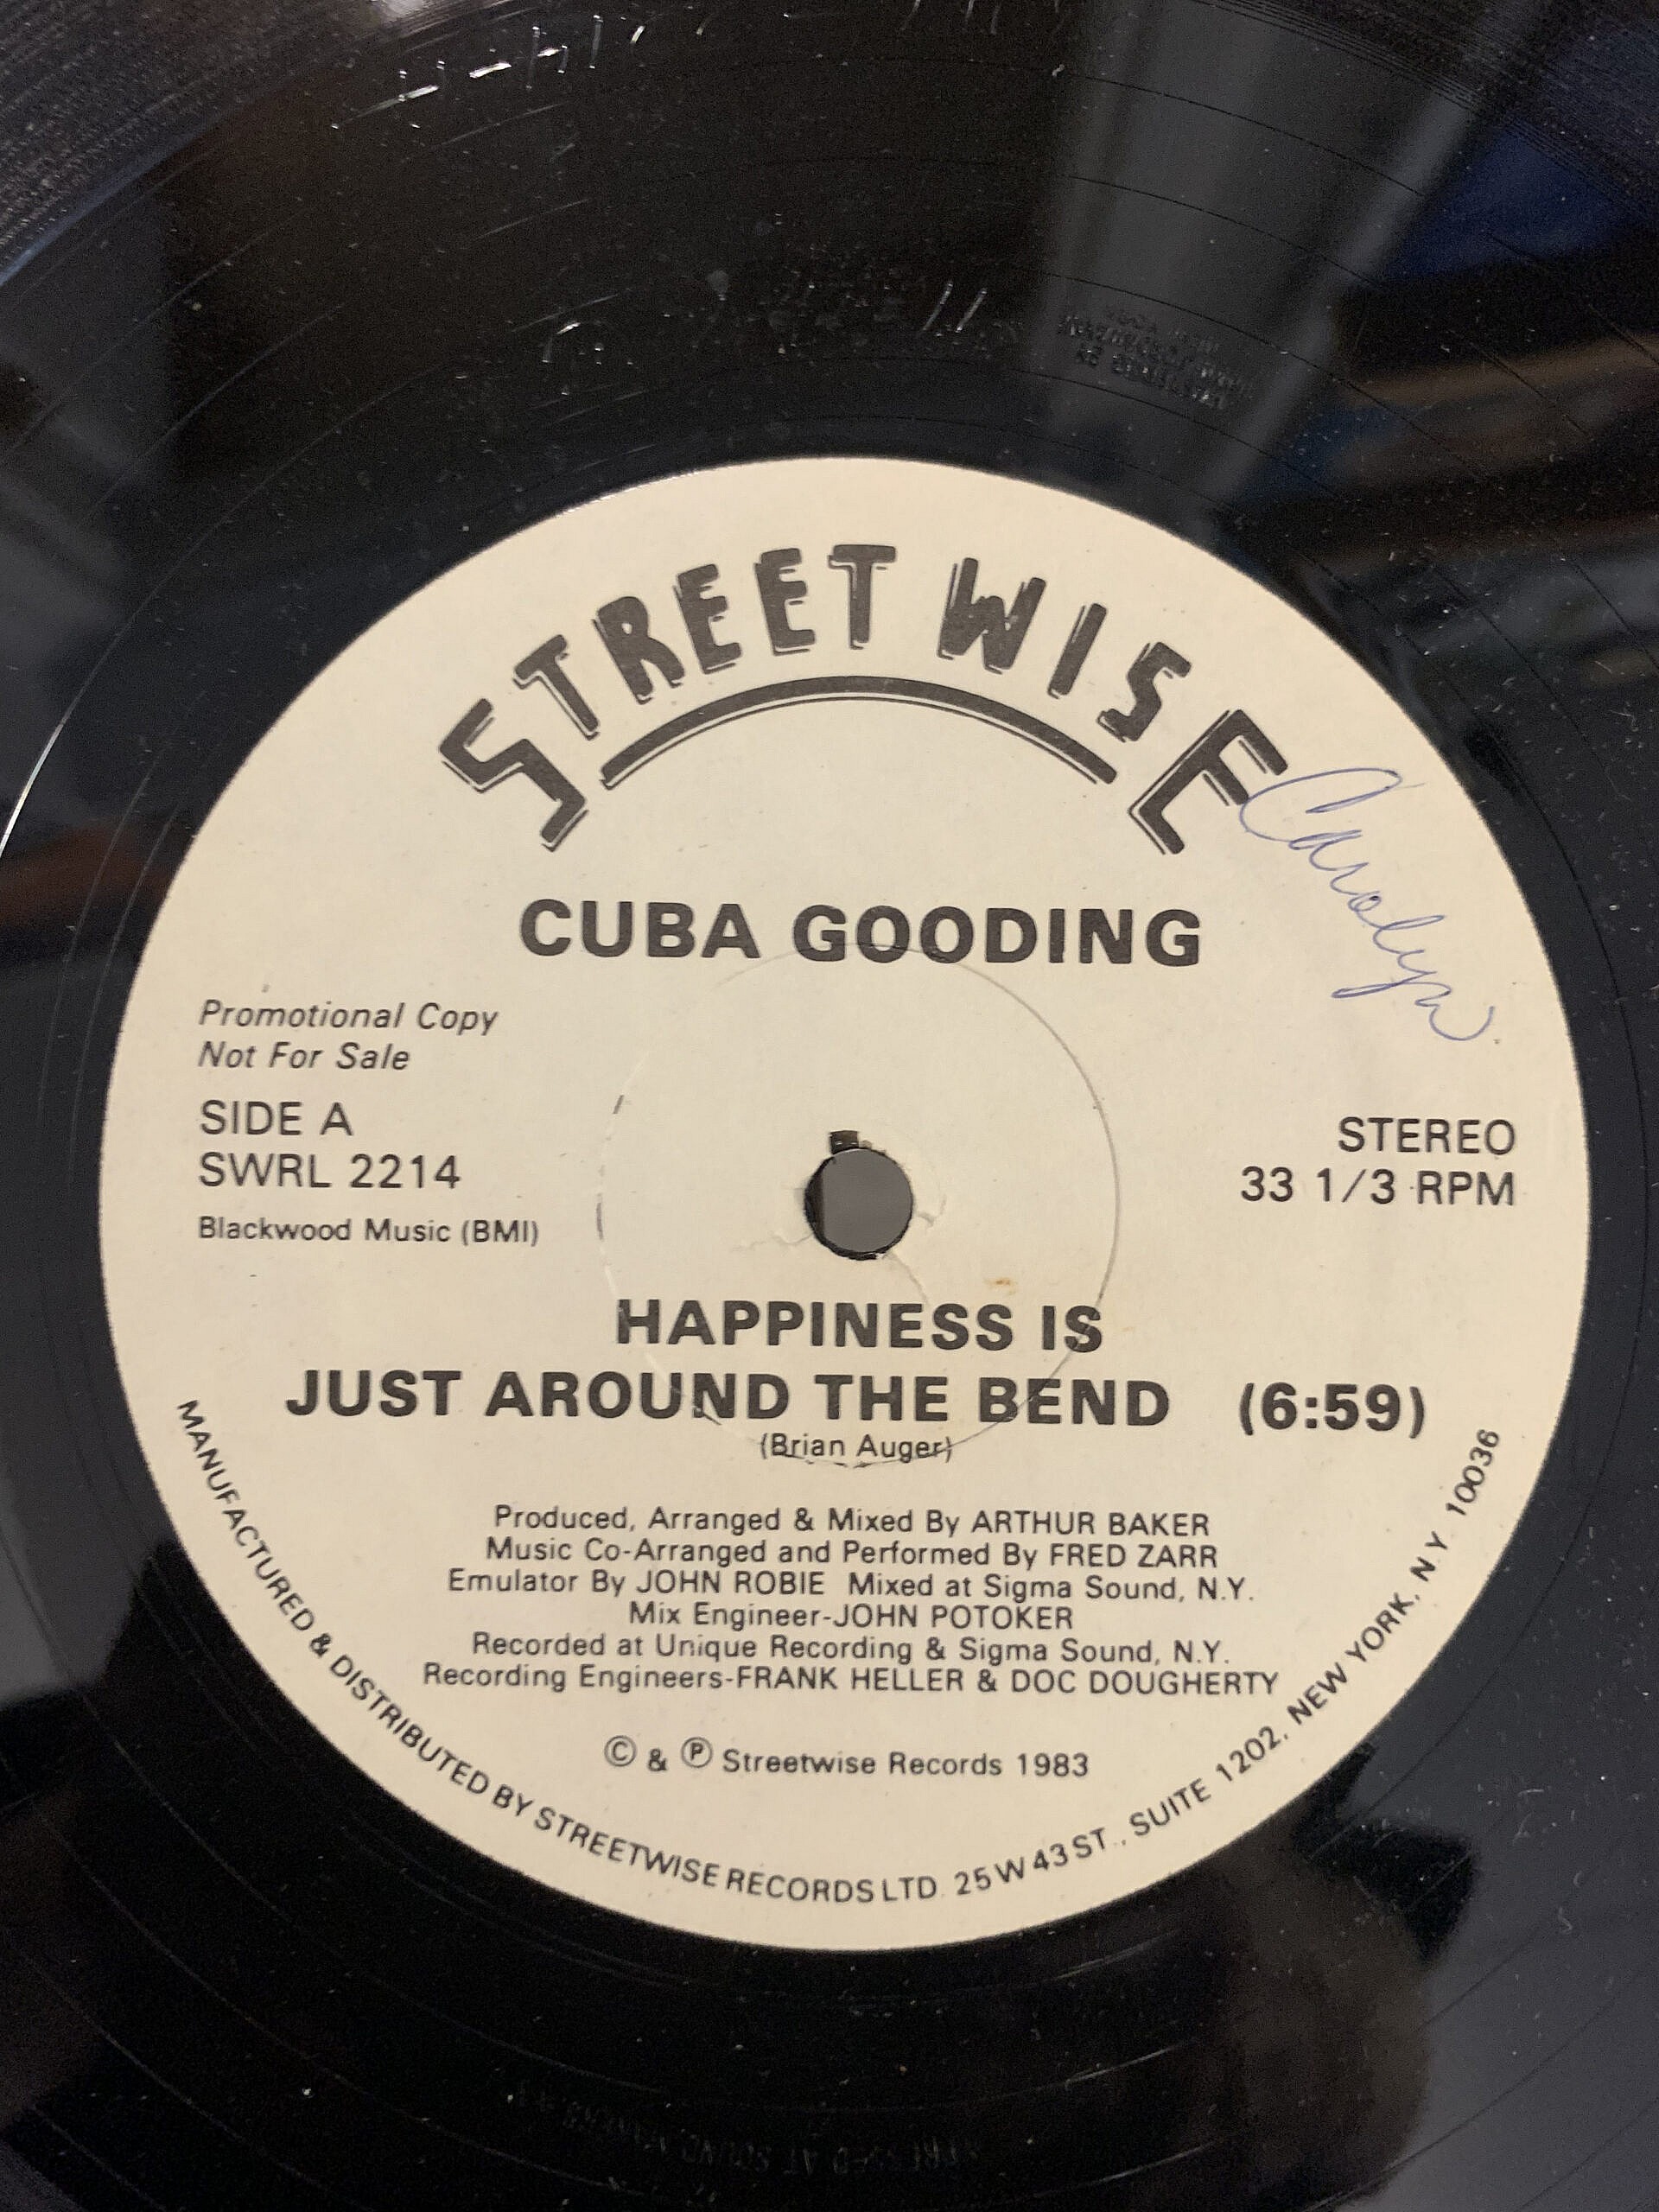 STREETWISE
Carolyn
CUBA GOODING
Promotional Copy
Not For Sale
SIDE A
SWRL 2214
Blackwood Music (BMI)
STEREO
33 1/3 RPM
HAPPINESS IS
JUST AROUND THE BEND (6:59)
(Brian Auger)
Produced, Arranged & Mixed By ARTHUR BAKER
Music Co-Arranged and Performed By FRED ZARR
Emulator By JOHN ROBIE Mixed at Sigma Sound, N.Y.
Mix Engineer-JOHN POTOKER
Recorded at Unique Recording & Sigma Sound, N.Y.
Recording Engineers-FRANK HELLER & DOC DOUGHERTY
© & ℗ Streetwise Records 1983
MANUFACTURED & DISTRIBUTED BY STREETWISE RECORDS LTD. 25 W 43 ST., SUITE 1202, NEW YORK, N Y 10036